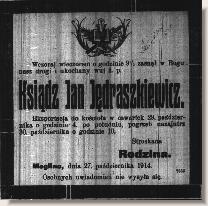 Wczoraj wieczorem o godzinie 9½ zasnął w Bogu
nasz drogi i ukochany wuj ś. p.
Ksiądz Jan Jędraszkiewicz.
Eksportacja do kościoła w czwartek 29. paździer-
nika o godzinie 4. po południu, pogrzeb nazajutrz
30. października o godzinie 10.
Stroskana
Rodzina.
Mogilno, dnia 27. października 1914.
Osobnych uwiadomień nie wysyła się.